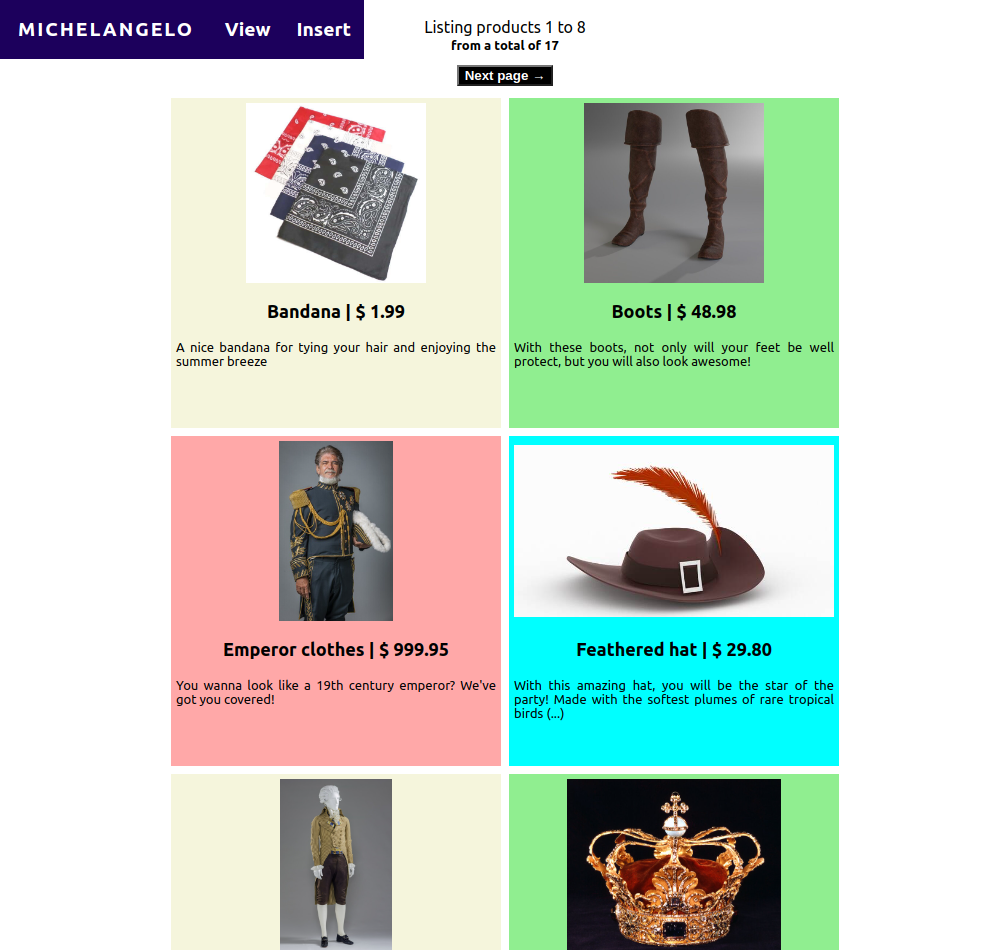 MICHELANGELO View Insert
Listing products 1 to 8
from a total of 17
Next page →
Bandana | $ 1.99
A nice bandana for tying your hair and enjoying the
summer breeze
Boots | $ 48.98
With these boots, not only will your feet be well
protect, but you will also look awesome!
Emperor clothes | $ 999.95
You wanna look like a 19th century emperor? We've
got you covered!
Feathered hat | $ 29.80
With this amazing hat, you will be the star of the
party! Made with the softest plumes of rare tropical
birds (...)